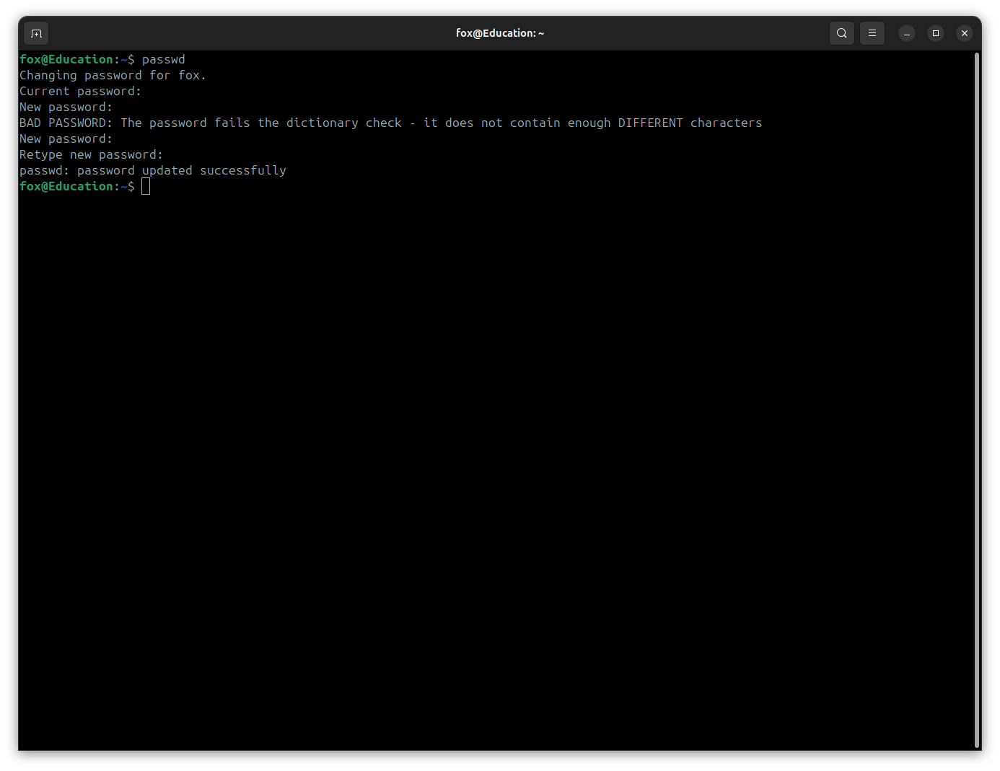 fox@Education: ~
fox@Education:~$ passwd
Changing password for fox.
Current password:
New password:
BAD PASSWORD: The password fails the dictionary check - it does not contain enough DIFFERENT characters
New password:
Retype new password:
passwd: password updated successfully
fox@Education:~$